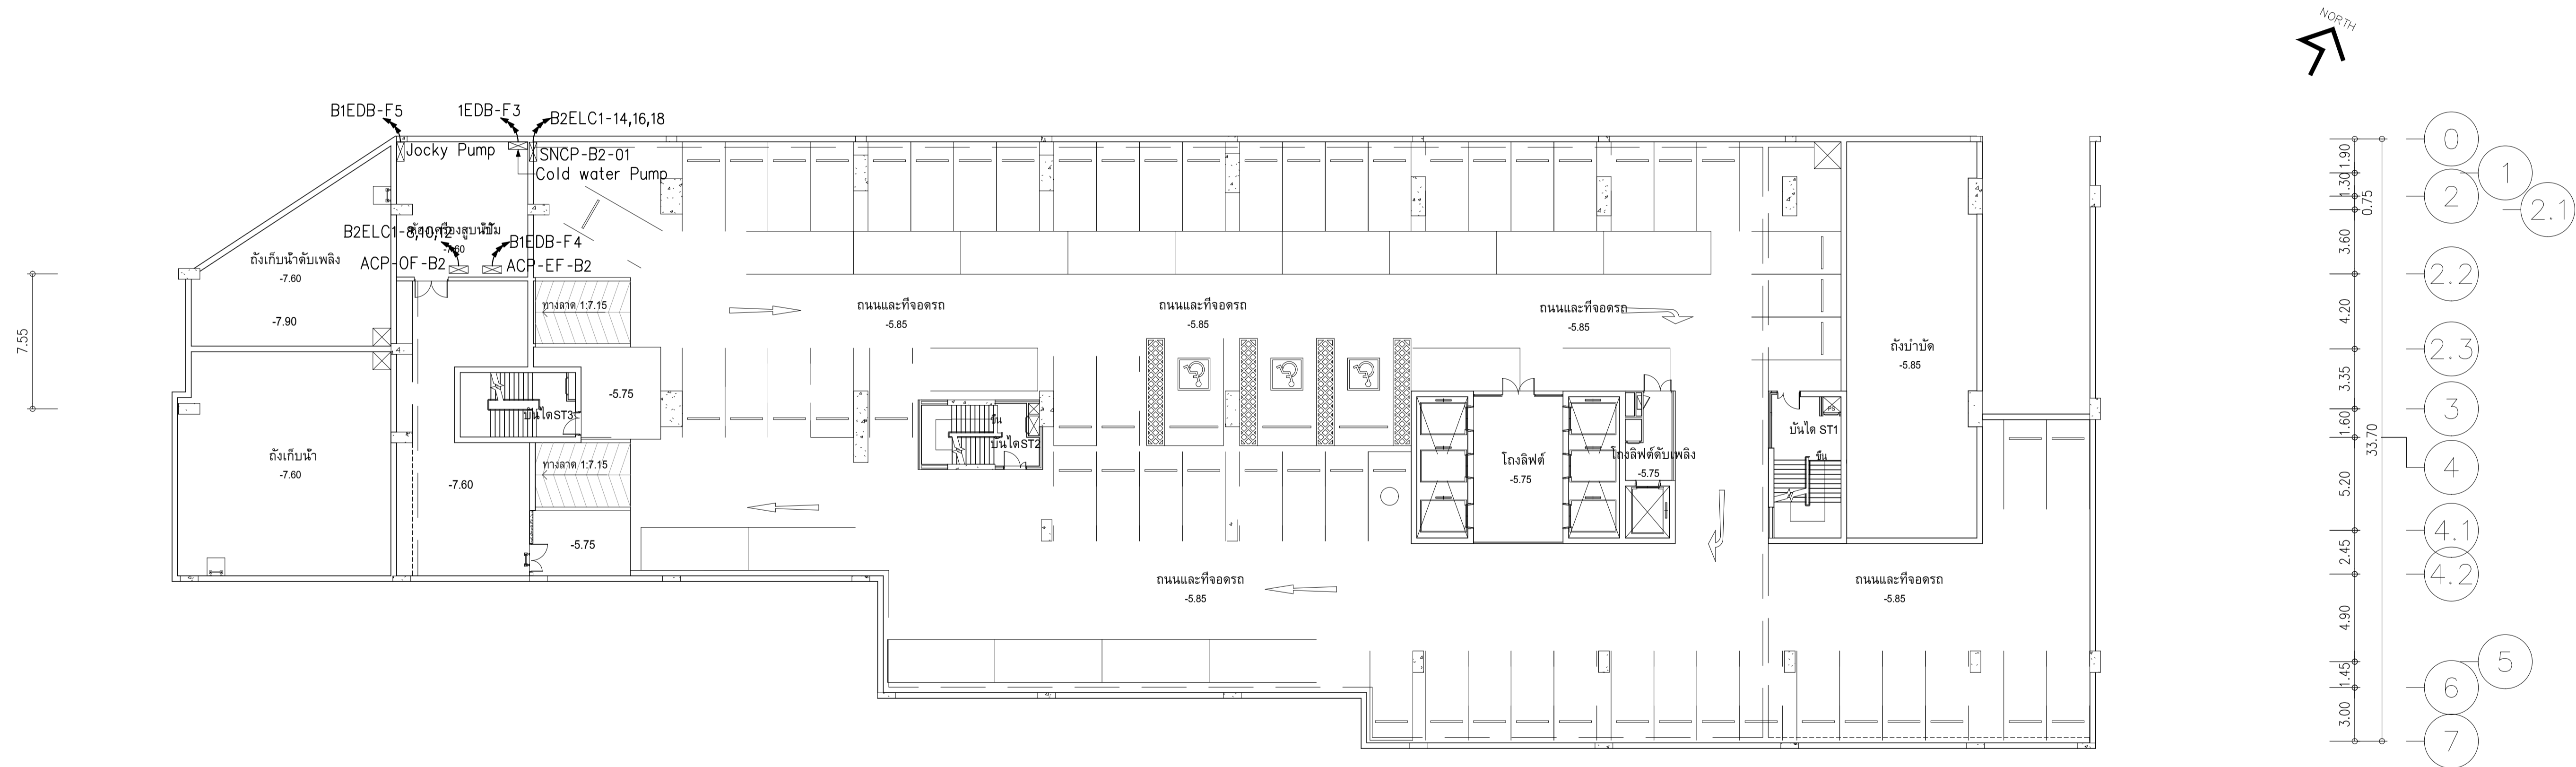 NORTH
B1EDB-F5
1EDB-F3
B2ELC1-14,16,18
Jocky Pump
SNCP-B2-01
Cold water Pump
B2ELC1-8,10,12
-7.60
B1EDB-F4
ACP-OF-B2
ACP-EF-B2
ถังเก็บน้ำดับเพลิง
-7.60
-7.90
7.55
ทางลาด 1:7.15
ถนนและที่จอดรถ
-5.85
ถนนและที่จอดรถ
-5.85
ถนนและที่จอดรถ
-5.85
ถังบำบัด
-5.85
-5.75
บันไดST3
ขึ้น
บันไดST2
บันได ST1
ขึ้น
ถังเก็บน้ำ
-7.60
-7.60
ทางลาด 1:7.15
-5.75
โถงลิฟต์
-5.75
โถงลิฟต์ดับเพลิง
-5.75
ถนนและที่จอดรถ
-5.85
ถนนและที่จอดรถ
-5.85
1.90
1.30
0.75
3.60
4.20
3.35
1.60
33.70
5.20
2.45
4.90
1.45
3.00
0
1
2
2.1
2.2
2.3
3
4
4.1
4.2
5
6
7